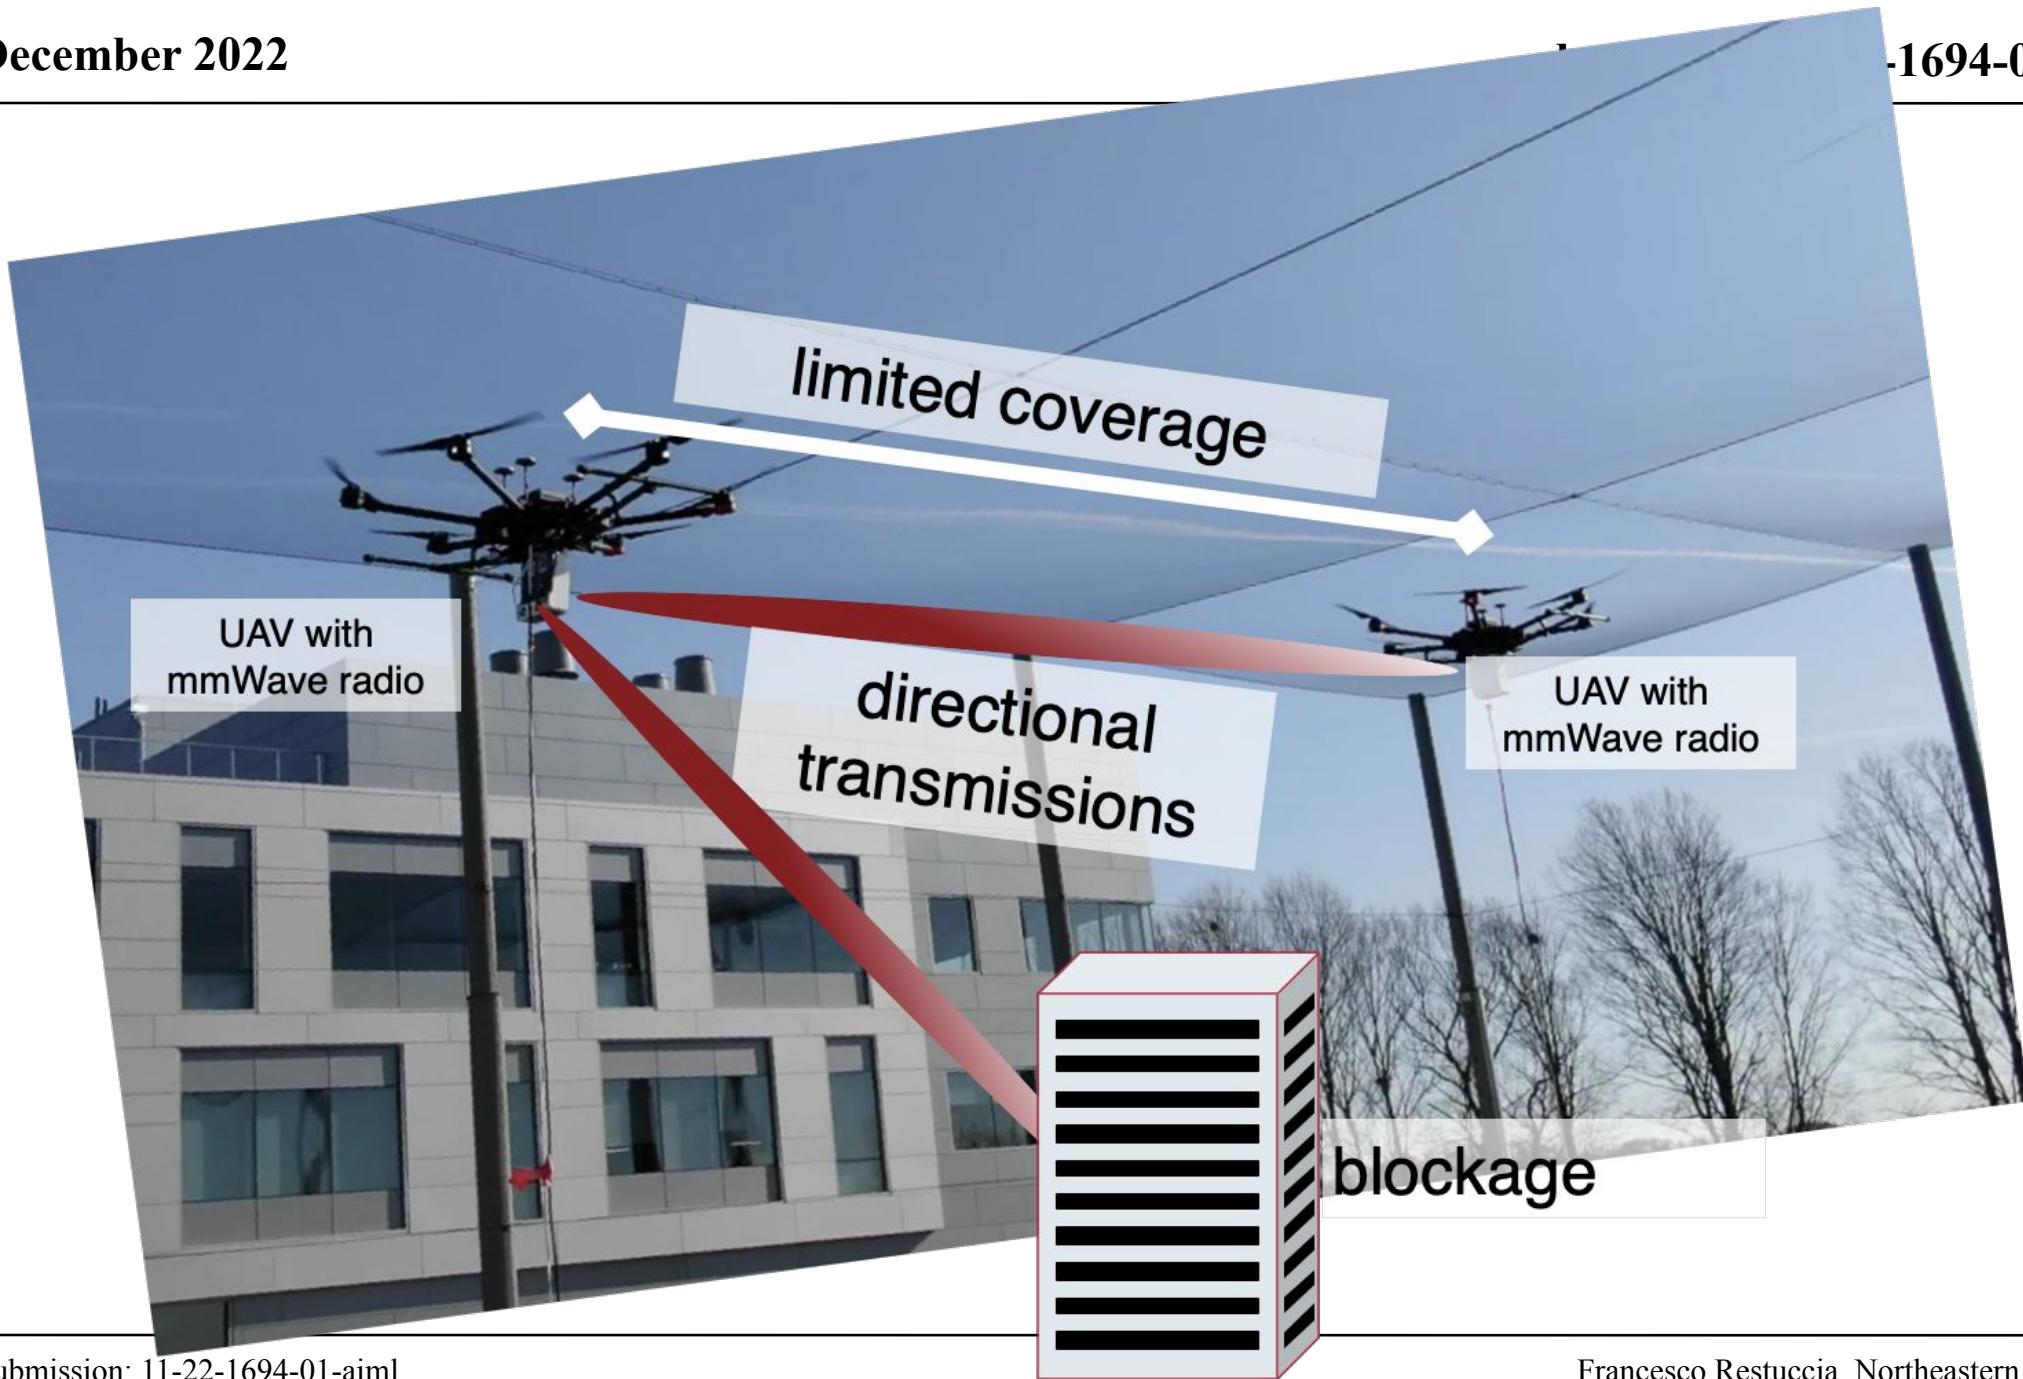 December 2022
-1694-0
limited coverage
UAV with
mmWave radio
directional
transmissions
UAV with
mmWave radio
blockage
ubmission: 11-22-1694-01-aiml
Francesco Restuccia, Northeastern